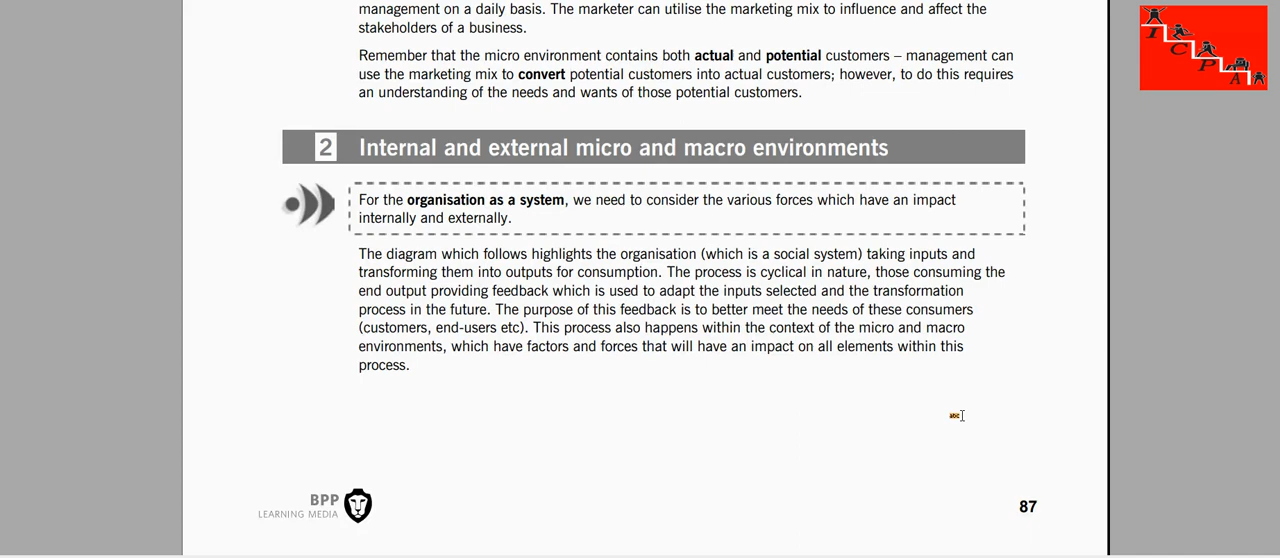 management on a daily basis. The marketer can utilise the marketing mix to influence and affect the
stakeholders of a business.
Remember that the micro environment contains both actual and potential customers – management can
use the marketing mix to convert potential customers into actual customers; however, to do this requires
an understanding of the needs and wants of those potential customers.
2 Internal and external micro and macro environments
For the organisation as a system, we need to consider the various forces which have an impact
internally and externally.
The diagram which follows highlights the organisation (which is a social system) taking inputs and
transforming them into outputs for consumption. The process is cyclical in nature, those consuming the
end output providing feedback which is used to adapt the inputs selected and the transformation
process in the future. The purpose of this feedback is to better meet the needs of these consumers
(customers, end-users etc). This process also happens within the context of the micro and macro
environments, which have factors and forces that will have an impact on all elements within this
process.
abc
BPP
LEARNING MEDIA
87
I
C
P
A